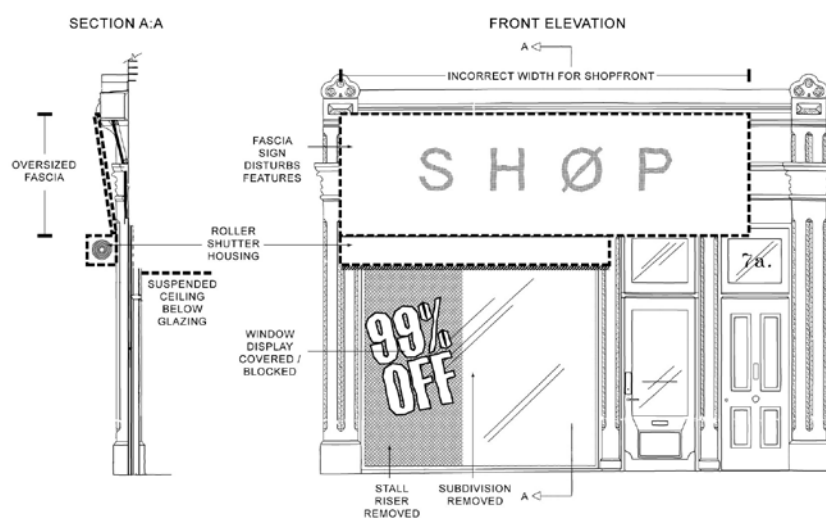 SECTION A:A
FRONT ELEVATION
A
INCORRECT WIDTH FOR SHOPFRONT
OVERSIZED
FASCIA
FASCIA
SIGN
DISTURBS
FEATURES
SHØP
ROLLER
SHUTTER
HOUSING
7a.
SUSPENDED
CEILING
BELOW
GLAZING
WINDOW
DISPLAY
COVERED /
BLOCKED
99%
OFF
STALL
RISER
REMOVED
SUBDIVISION
REMOVED
A